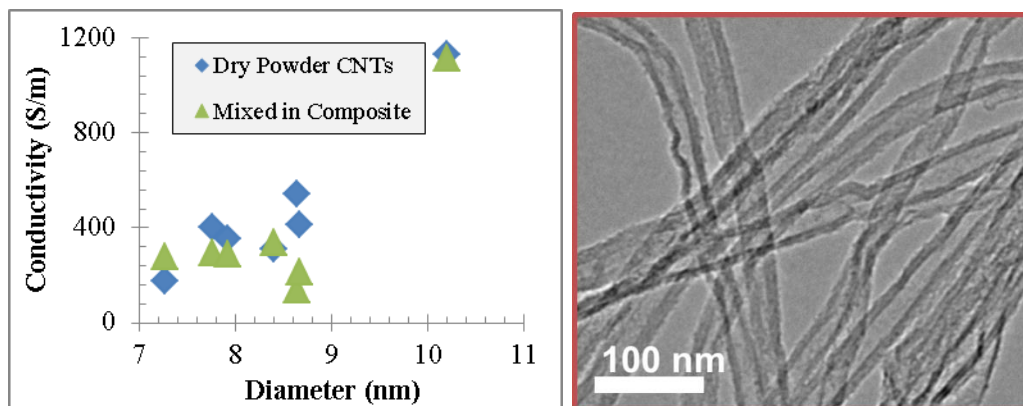 Conductivity (S/m)
1200
800
400
0
Dry Powder CNTs
Mixed in Composite
7
8
9
10
11
Diameter (nm)
100 nm